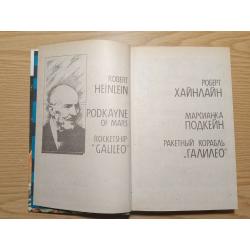 ROBERT
HEINLEIN
PODKAYNE
OF MARS
ROCKETSHIP
"GALILEO"
РОБЕРТ
ХАЙНЛАЙН
МАРСИАНКА
ПОДКЕЙН
РАКЕТНЫЙ КОРАБЛЬ
„ГАЛИЛЕО"